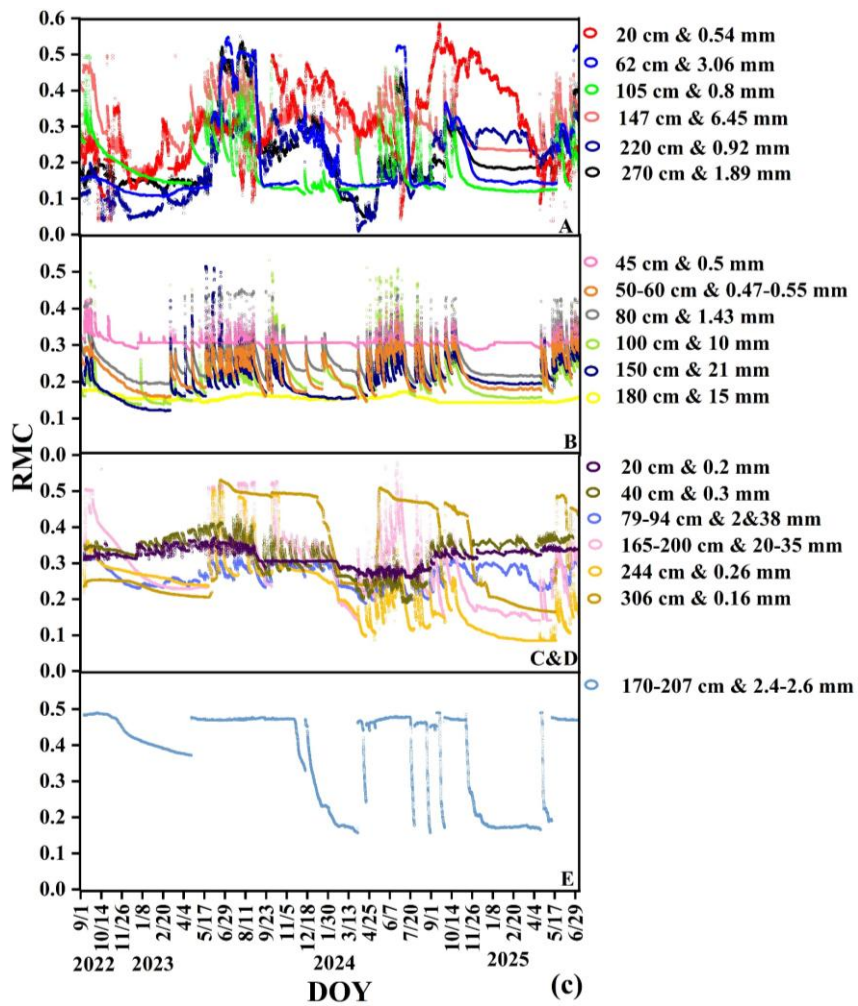 0.6
0.5
0.4
0.3
0.2
0.1
0.0
A
20 cm & 0.54 mm
62 cm & 3.06 mm
105 cm & 0.8 mm
147 cm & 6.45 mm
220 cm & 0.92 mm
270 cm & 1.89 mm
0.5
0.4
0.3
0.2
0.1
0.0
B
45 cm & 0.5 mm
50-60 cm & 0.47-0.55 mm
80 cm & 1.43 mm
100 cm & 10 mm
150 cm & 21 mm
180 cm & 15 mm
RMC
0.5
0.4
0.3
0.2
0.1
0.0
C&D
20 cm & 0.2 mm
40 cm & 0.3 mm
79-94 cm & 2&38 mm
165-200 cm & 20-35 mm
244 cm & 0.26 mm
306 cm & 0.16 mm
0.5
0.4
0.3
0.2
0.1
0.0
E
170-207 cm & 2.4-2.6 mm
9/1 10/14 11/26 1/8 2/20 4/4 5/17 6/29 8/11 9/23 11/5 12/18 1/30 3/13 4/25 6/7 7/20 9/1 10/14 11/26 1/8 2/20 4/4 5/17 6/29
2022 2023 2024 2025
DOY
(c)